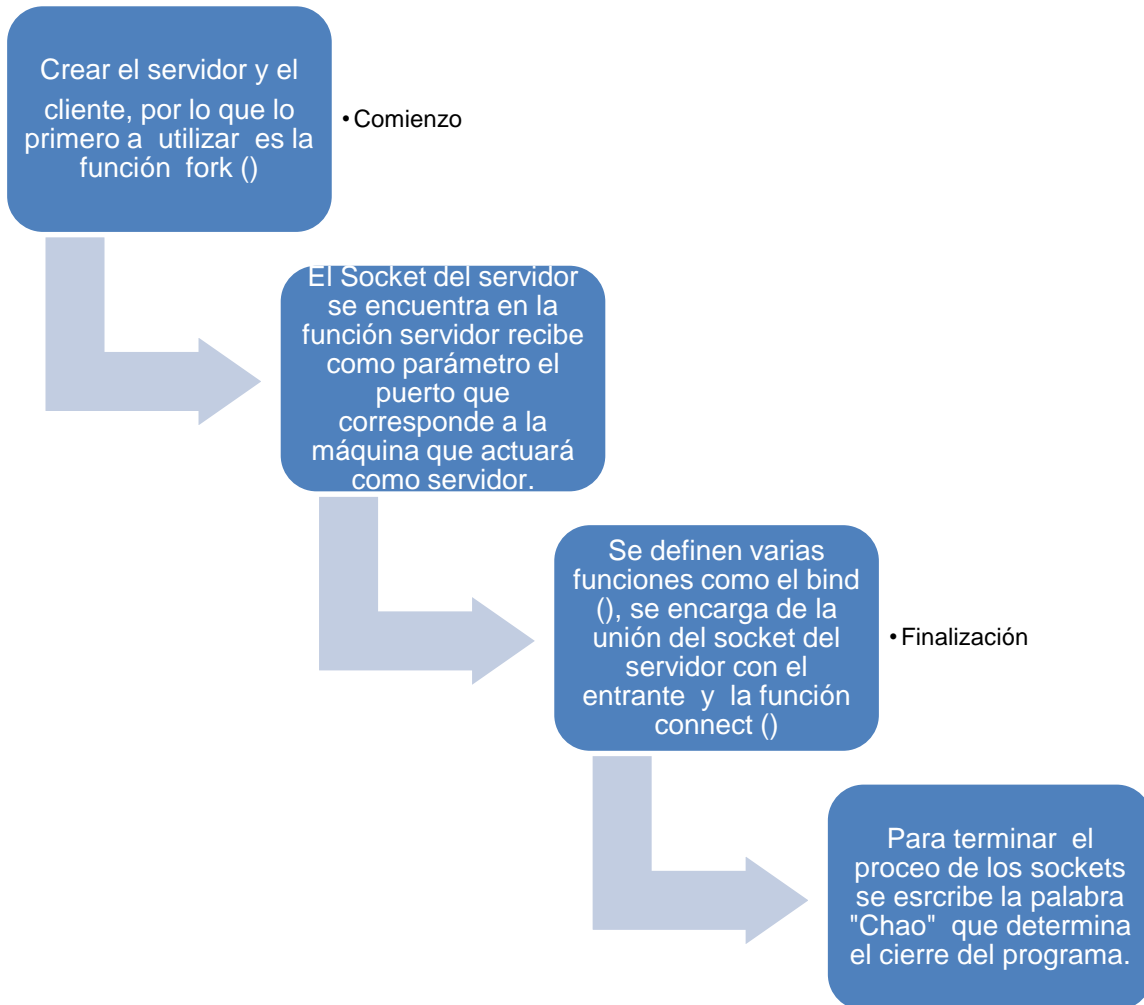 Crear el servidor y el
cliente, por lo que lo
primero a utilizar es la
función fork ()
• Comienzo
El Socket del servidor
se encuentra en la
función servidor recibe
como parámetro el
puerto que
corresponde a la
máquina que actuará
como servidor.
Se definen varias
funciones como el bind
(), se encarga de la
unión del socket del
servidor con el
entrante y la función
connect ()
• Finalización
Para terminar el
proceo de los sockets
se esrcribe la palabra
"Chao" que determina
el cierre del programa.